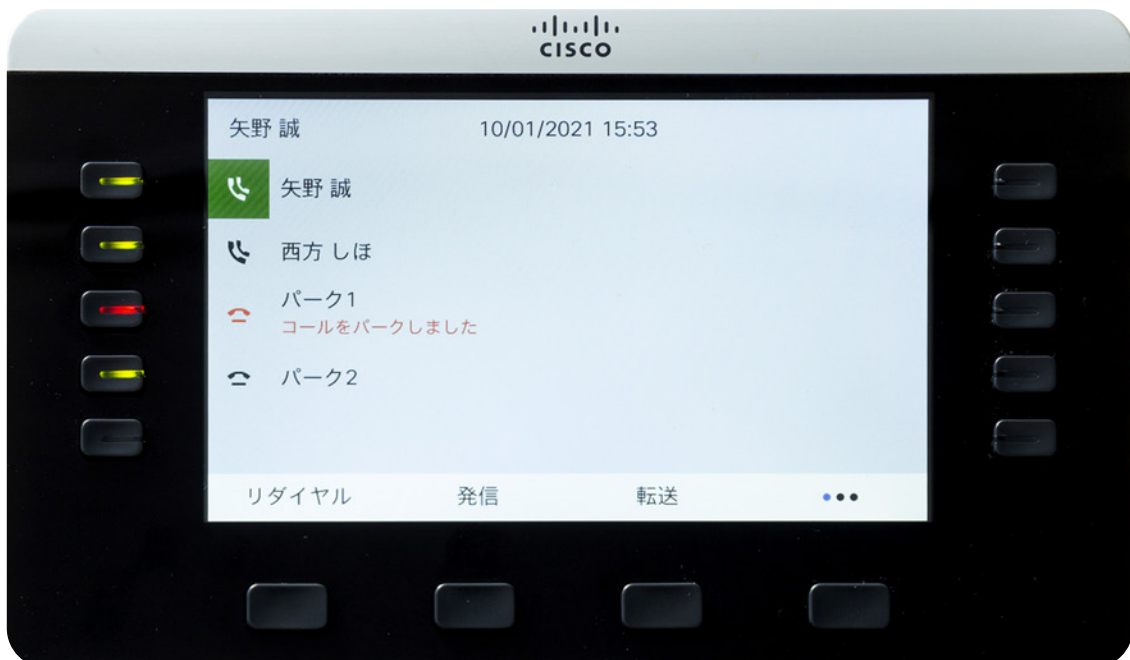 CISCO
矢野 誠 10/01/2021 15:53
矢野 誠
西方 しほ
パーク1
コールをパークしました
パーク2
リダイヤル 発信 転送